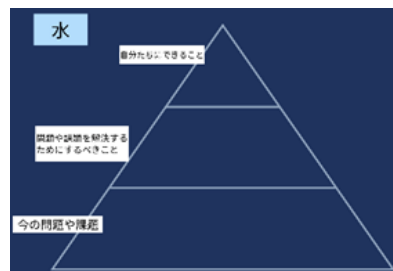 水
自分たちにできること
問題や課題を解決する
ためにするべきこと
今の問題や課題